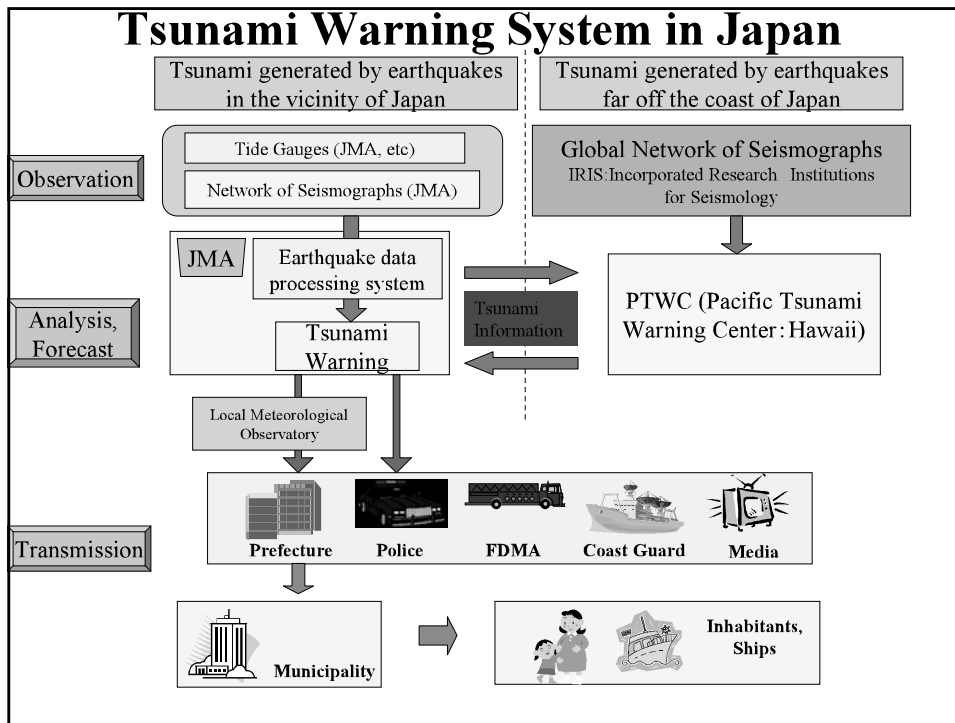 Tsunami Warning System in Japan
Tsunami generated by earthquakes
in the vicinity of Japan
Tsunami generated by earthquakes
far off the coast of Japan
Observation
Tide Gauges (JMA, etc)
Network of Seismographs (JMA)
Global Network of Seismographs
IRIS:Incorporated Research Institutions
for Seismology
Analysis,
Forecast
JMA
Earthquake data
processing system
Tsunami
Warning
Tsunami
Information
PTWC (Pacific Tsunami
Warning Center:Hawaii)
Local Meteorological
Observatory
Transmission
Prefecture
Police
FDMA
Coast Guard
Media
Municipality
Inhabitants,
Ships